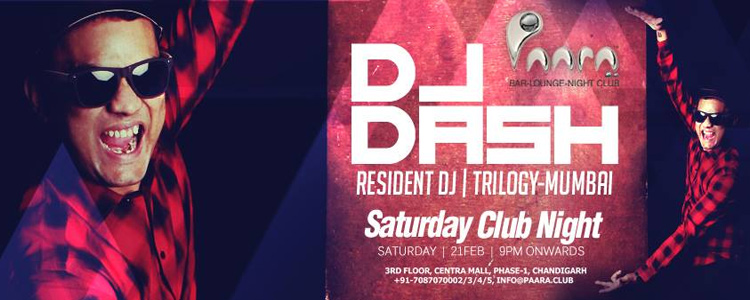 Paara
BAR-LOUNGE-NIGHT CLUB
DJ
DASH
RESIDENT DJ | TRILOGY-MUMBAI
Saturday Club Night
SATURDAY | 21FEB | 9PM ONWARDS
3RD FLOOR, CENTRA MALL, PHASE-1, CHANDIGARH
+91-7087070002/3/4/5, INFO@PAARA.CLUB